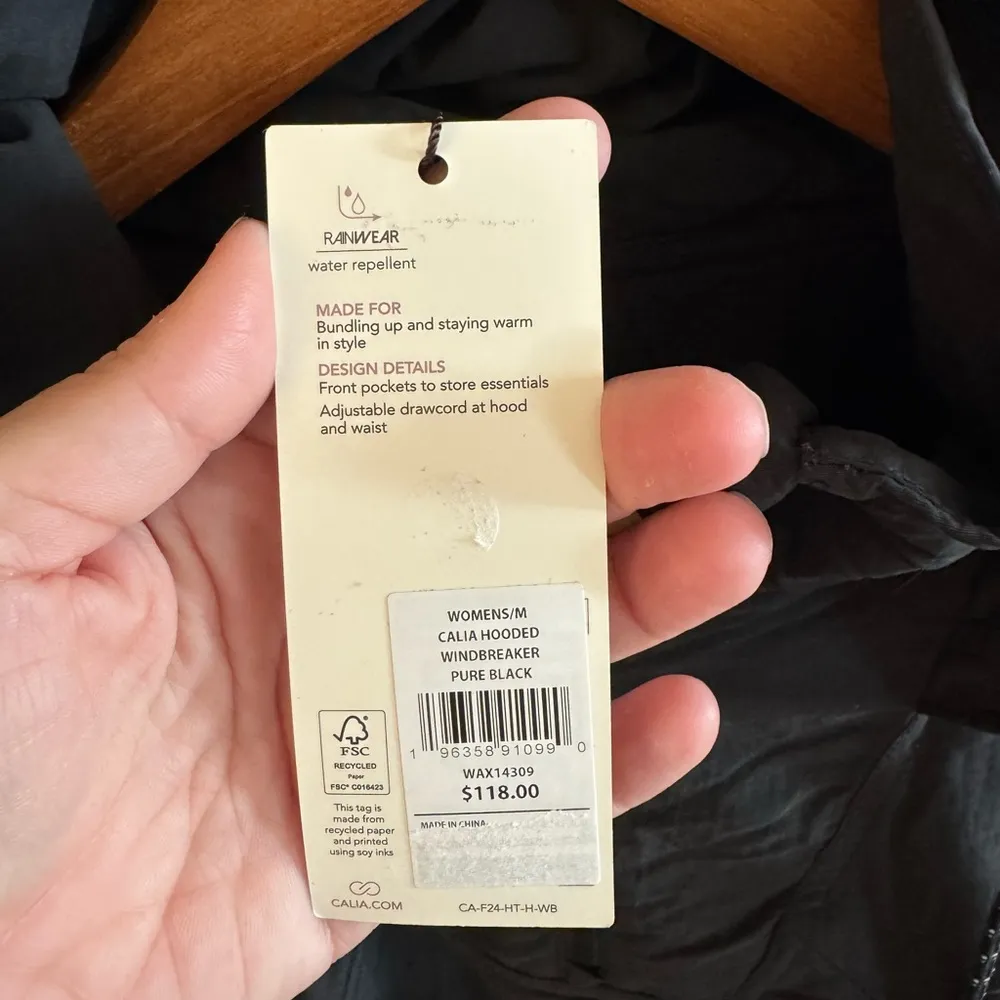 RAINWEAR
water repellent
MADE FOR
Bundling up and staying warm
in style
DESIGN DETAILS
Front pockets to store essentials
Adjustable drawcord at hood
and waist
WOMENS/M
CALIA HOODED
WINDBREAKER
PURE BLACK
1 96358 91099 0
WAX14309
$118.00
MADE IN CHINA
FSC
RECYCLED
Paper
FSC® C016423
This tag is
made from
recycled paper
and printed
using soy inks
CALIA.COM
CA-F24-HT-H-WB